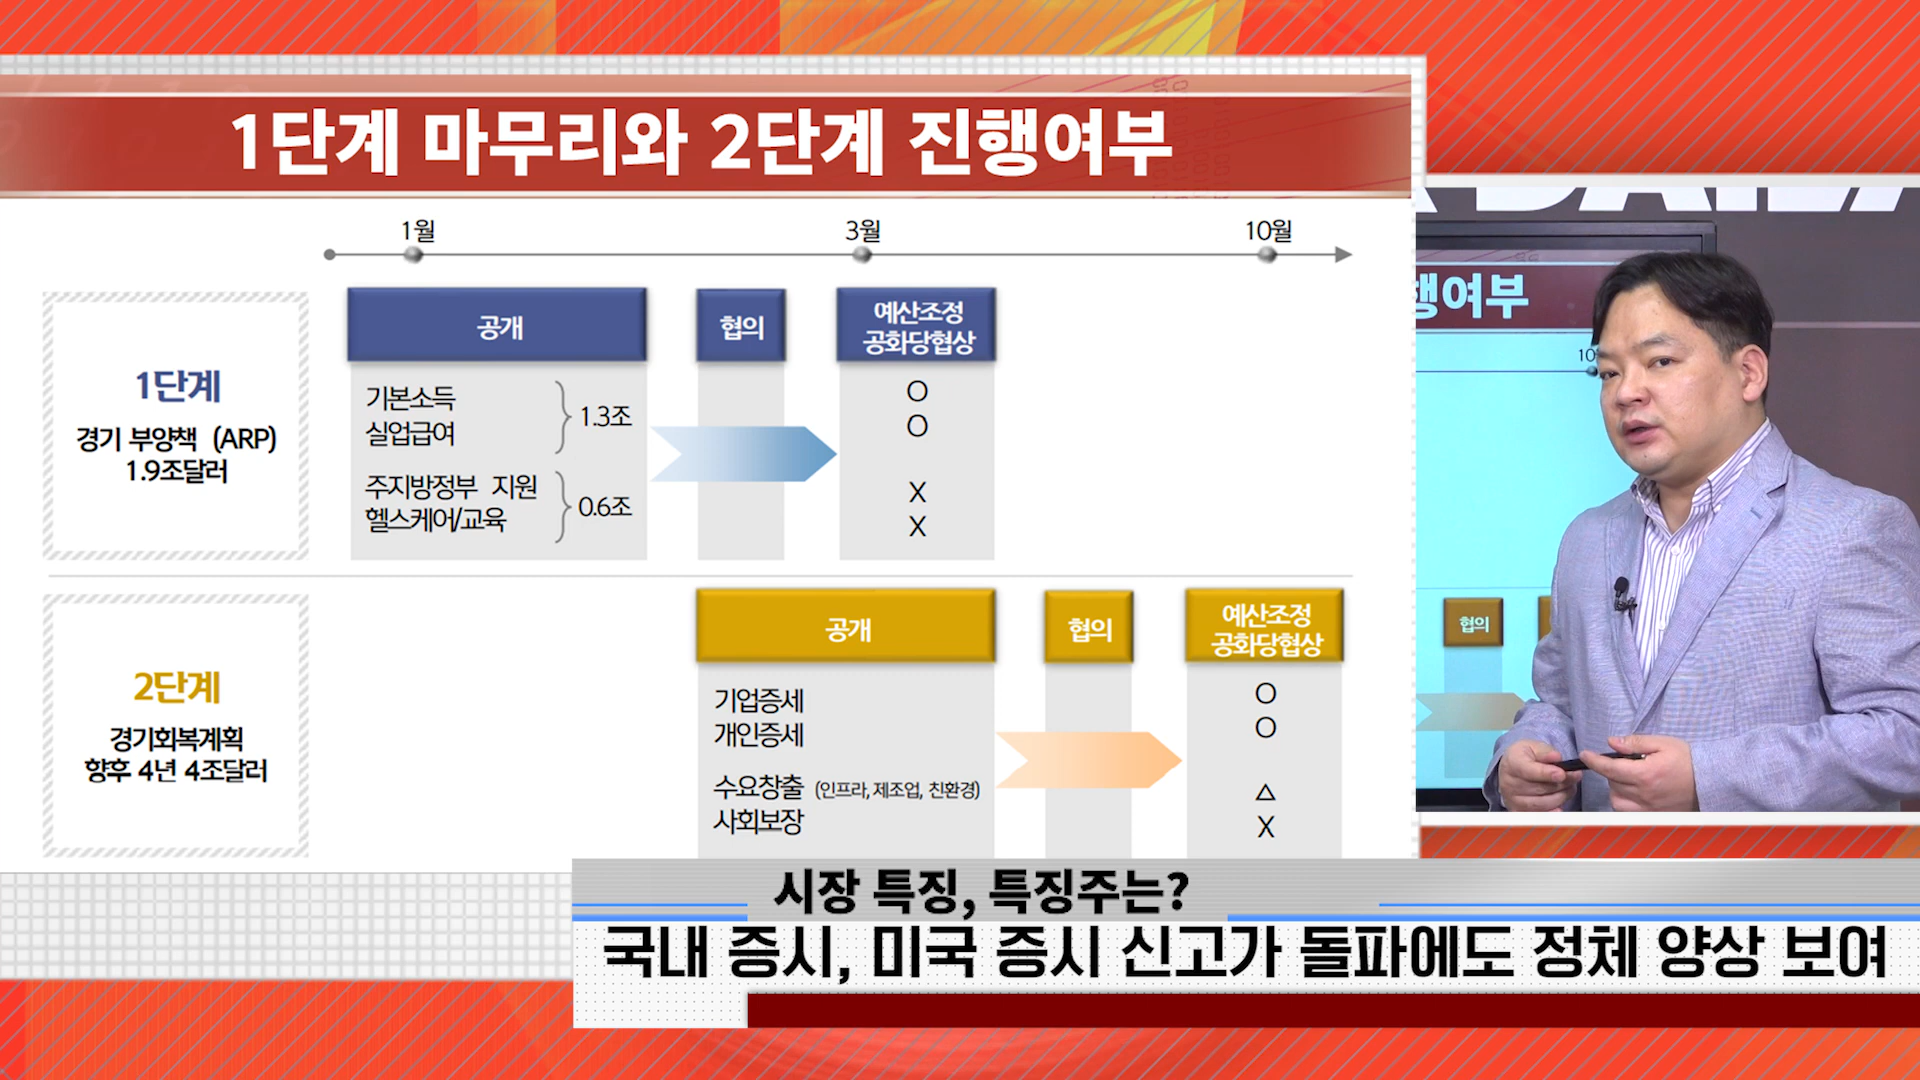 1단계 마무리와 2단계 진행여부
1월 3월 10월
1단계
경기 부양책 (ARP)
1.9조달러
공개
기본소득
실업급여
1.3조
주지방정부 지원
헬스케어/교육
0.6조
협의
예산조정
공화당협상
O
O
X
X
2단계
경기회복계획
향후 4년 4조달러
공개
기업증세
개인증세
수요창출 (인프라, 제조업, 친환경)
사회보장
협의
예산조정
공화당협상
O
O
△
X
행여부
10
협의
시장 특징, 특징주는?
국내 증시, 미국 증시 신고가 돌파에도 정체 양상 보여